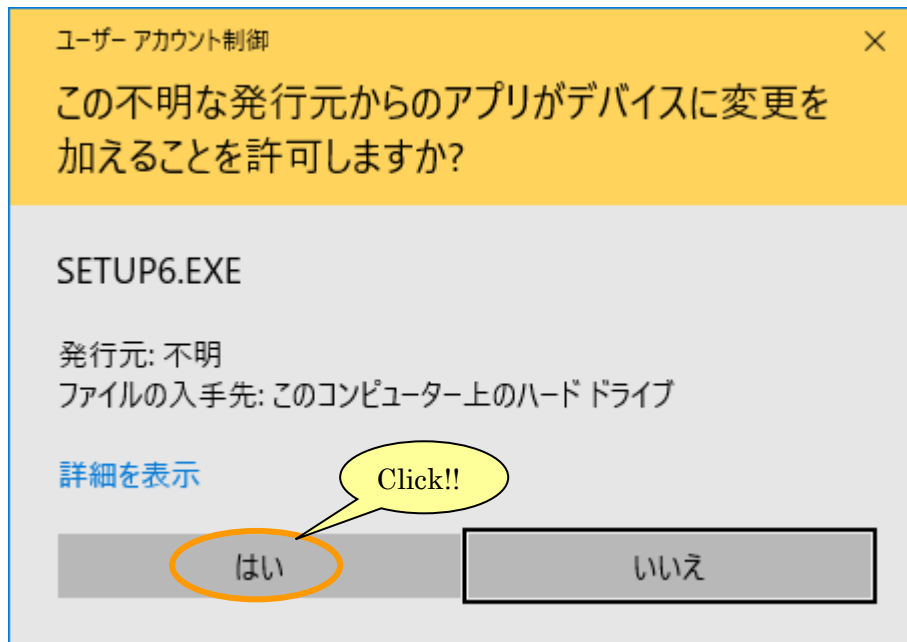 ユーザー アカウント制御
この不明な発行元からのアプリがデバイスに変更を
加えることを許可しますか?
SETUP6.EXE
発行元: 不明
ファイルの入手先: このコンピューター上のハード ドライブ
詳細を表示
Click!!
はい
いいえ